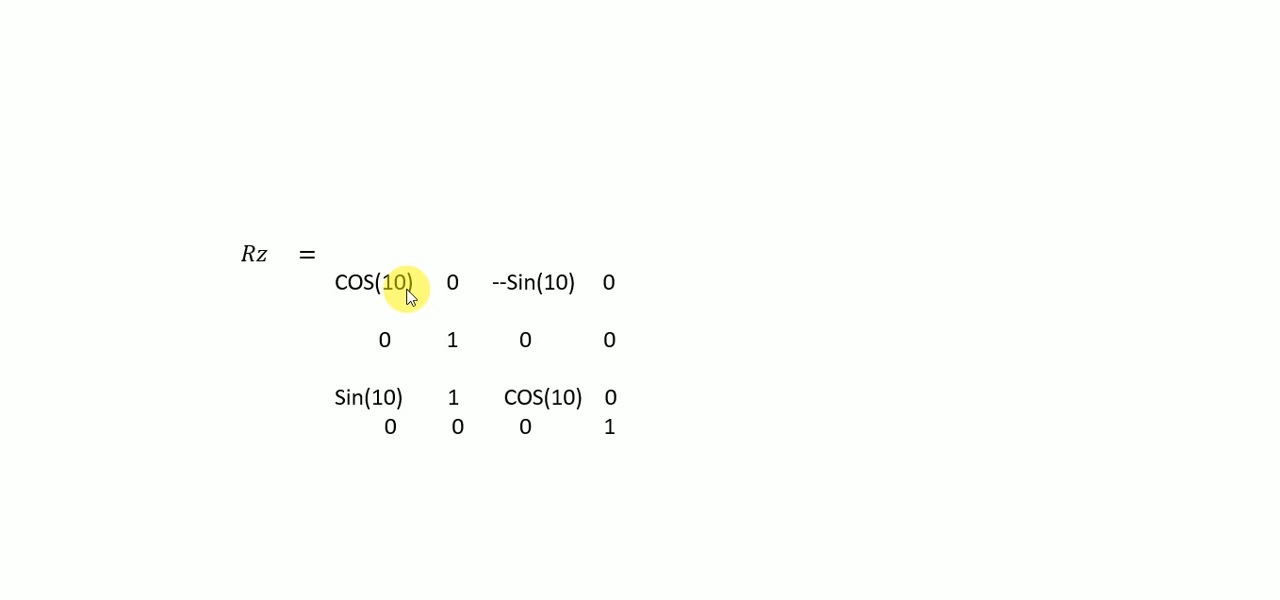 Rz =
COS(10) 0 --Sin(10) 0
0 1 0 0
Sin(10) 1 COS(10) 0
0 0 0 1